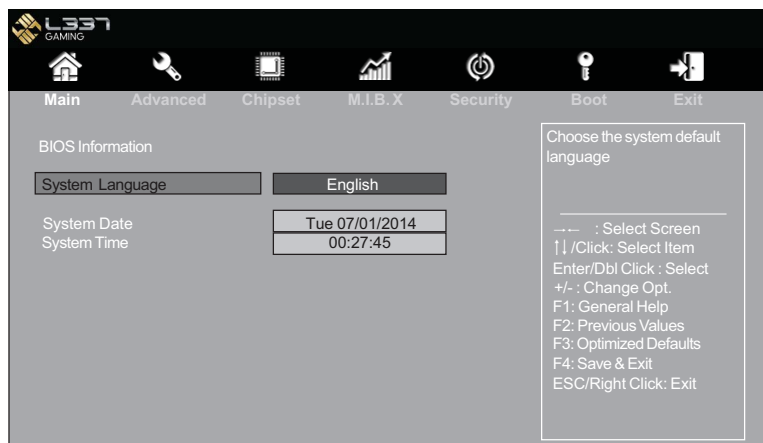 L337
GAMING
Main Advanced Chipset M.I.B.X Security Boot Exit
BIOS Information
System Language English
System Date Tue 07/01/2014
System Time 00:27:45
Choose the system default
language
→← : Select Screen
↑↓/Click: Select Item
Enter/Dbl Click : Select
+/- : Change Opt.
F1: General Help
F2: Previous Values
F3: Optimized Defaults
F4: Save & Exit
ESC/Right Click: Exit